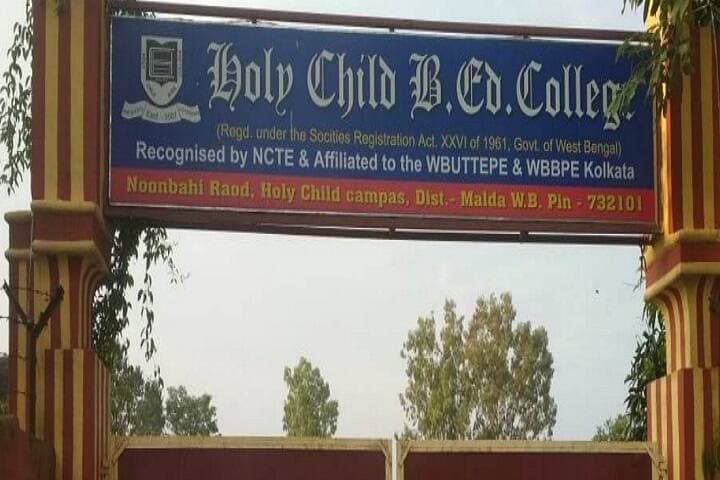 Holy Child B.Ed. Colleg.
(Regd. under the Socities Registration Act. XXVI of 1961, Govt. of West Bengal)
Recognised by NCTE & Affiliated to the WBUTTEPE & WBBPE Kolkata
Noonbahi Raod, Holy Child campas, Dist.- Malda W.B. Pin - 732101